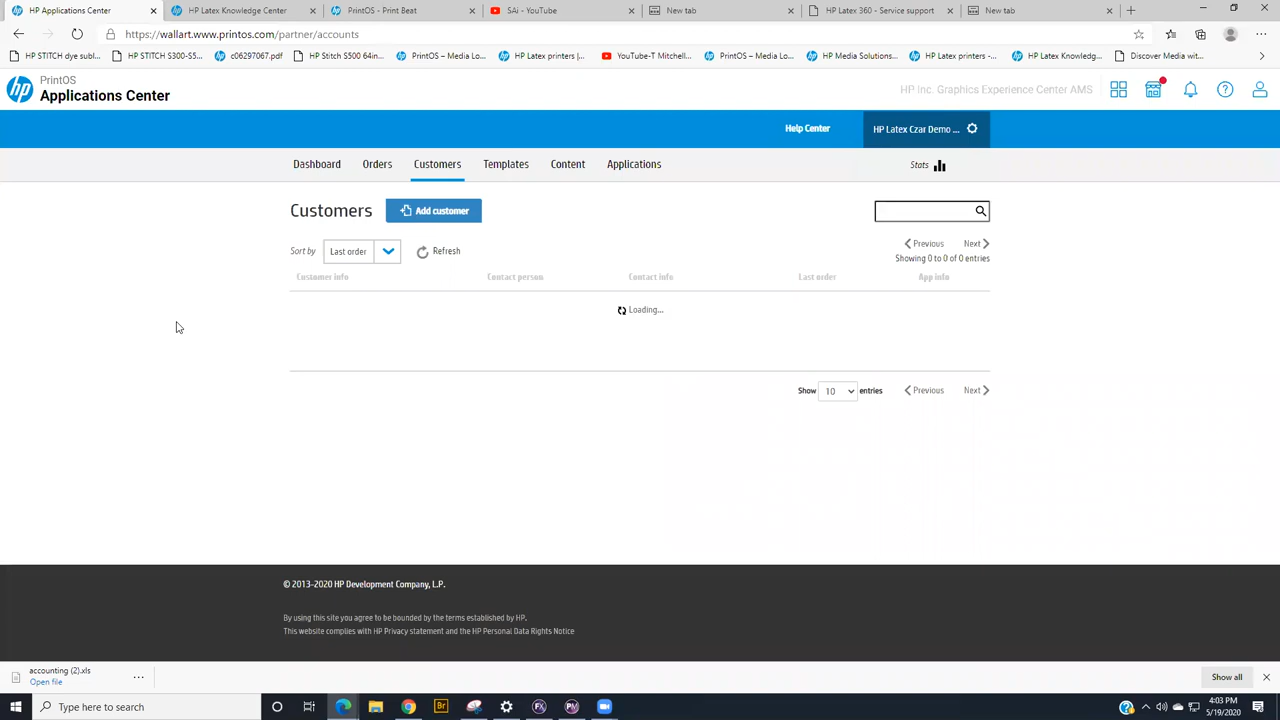 HP Applications Center
HP Latex Knowledge Center
PrintOS - Print Beat
SAi - YouTube
New tab
HP Latex 360 - Service support
New tab
https://wallart.www.printos.com/partner/accounts
HP STITCH dye subl...
HP STITCH S300-S5...
c06297067.pdf
HP Stitch S500 64in...
PrintOS – Media Lo...
HP Latex printers |...
YouTube-T Mitchell...
PrintOS – Media Lo...
HP Media Solutions...
HP Latex printers -...
HP Latex Knowledg...
Discover Media wit...
hp
PrintOS
Applications Center
HP Inc. Graphics Experience Center AMS
Help Center
HP Latex Czar Demo ...
Dashboard
Orders
Customers
Templates
Content
Applications
Stats
Customers
Add customer
Sort by
Last order
Refresh
Previous
Next
Showing 0 to 0 of 0 entries
Customer info
Contact person
Contact info
Last order
App info
Loading...
Show
10
entries
Previous
Next
© 2013-2020 HP Development Company, L.P.
By using this site you agree to be bounded by the terms established by HP.
This website complies with HP Privacy statement and the HP Personal Data Rights Notice
accounting (2).xls
Open file
Show all
Type here to search
Br
FX
PM
4:03 PM
5/19/2020